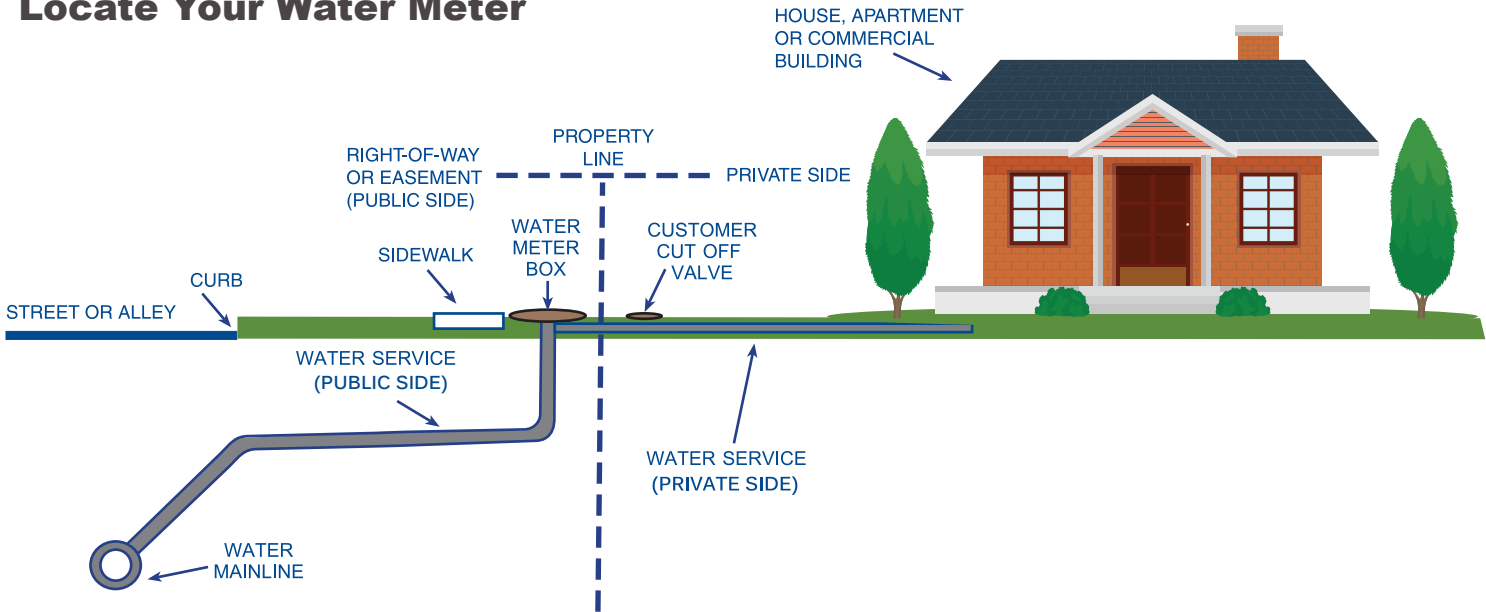 Locate Your Water Meter
HOUSE, APARTMENT
OR COMMERCIAL
BUILDING
PROPERTY
LINE
RIGHT-OF-WAY
OR EASEMENT
(PUBLIC SIDE)
PRIVATE SIDE
WATER
METER
BOX
CUSTOMER
CUT OFF
VALVE
SIDEWALK
CURB
STREET OR ALLEY
WATER SERVICE
(PUBLIC SIDE)
WATER SERVICE
(PRIVATE SIDE)
WATER
MAINLINE